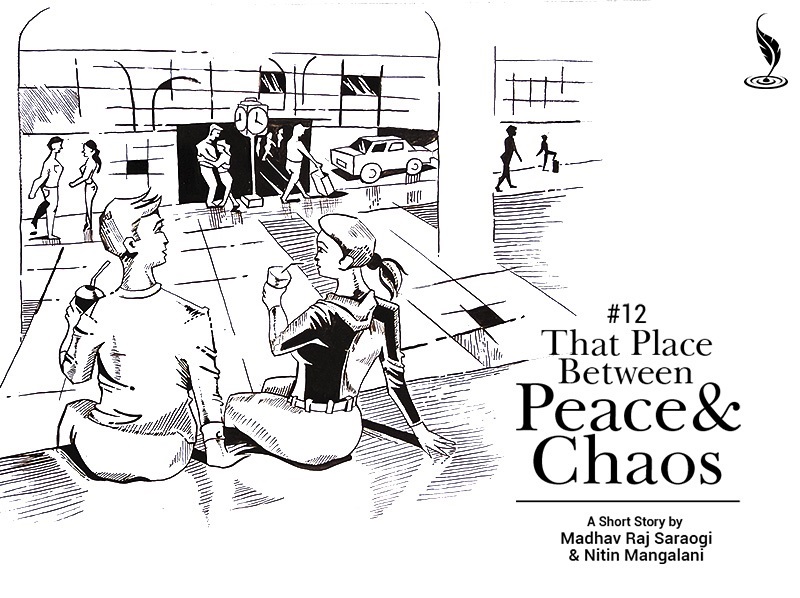 #12
That Place
Between
Peace&
Chaos
A Short Story by
Madhav Raj Saraogi
& Nitin Mangalani